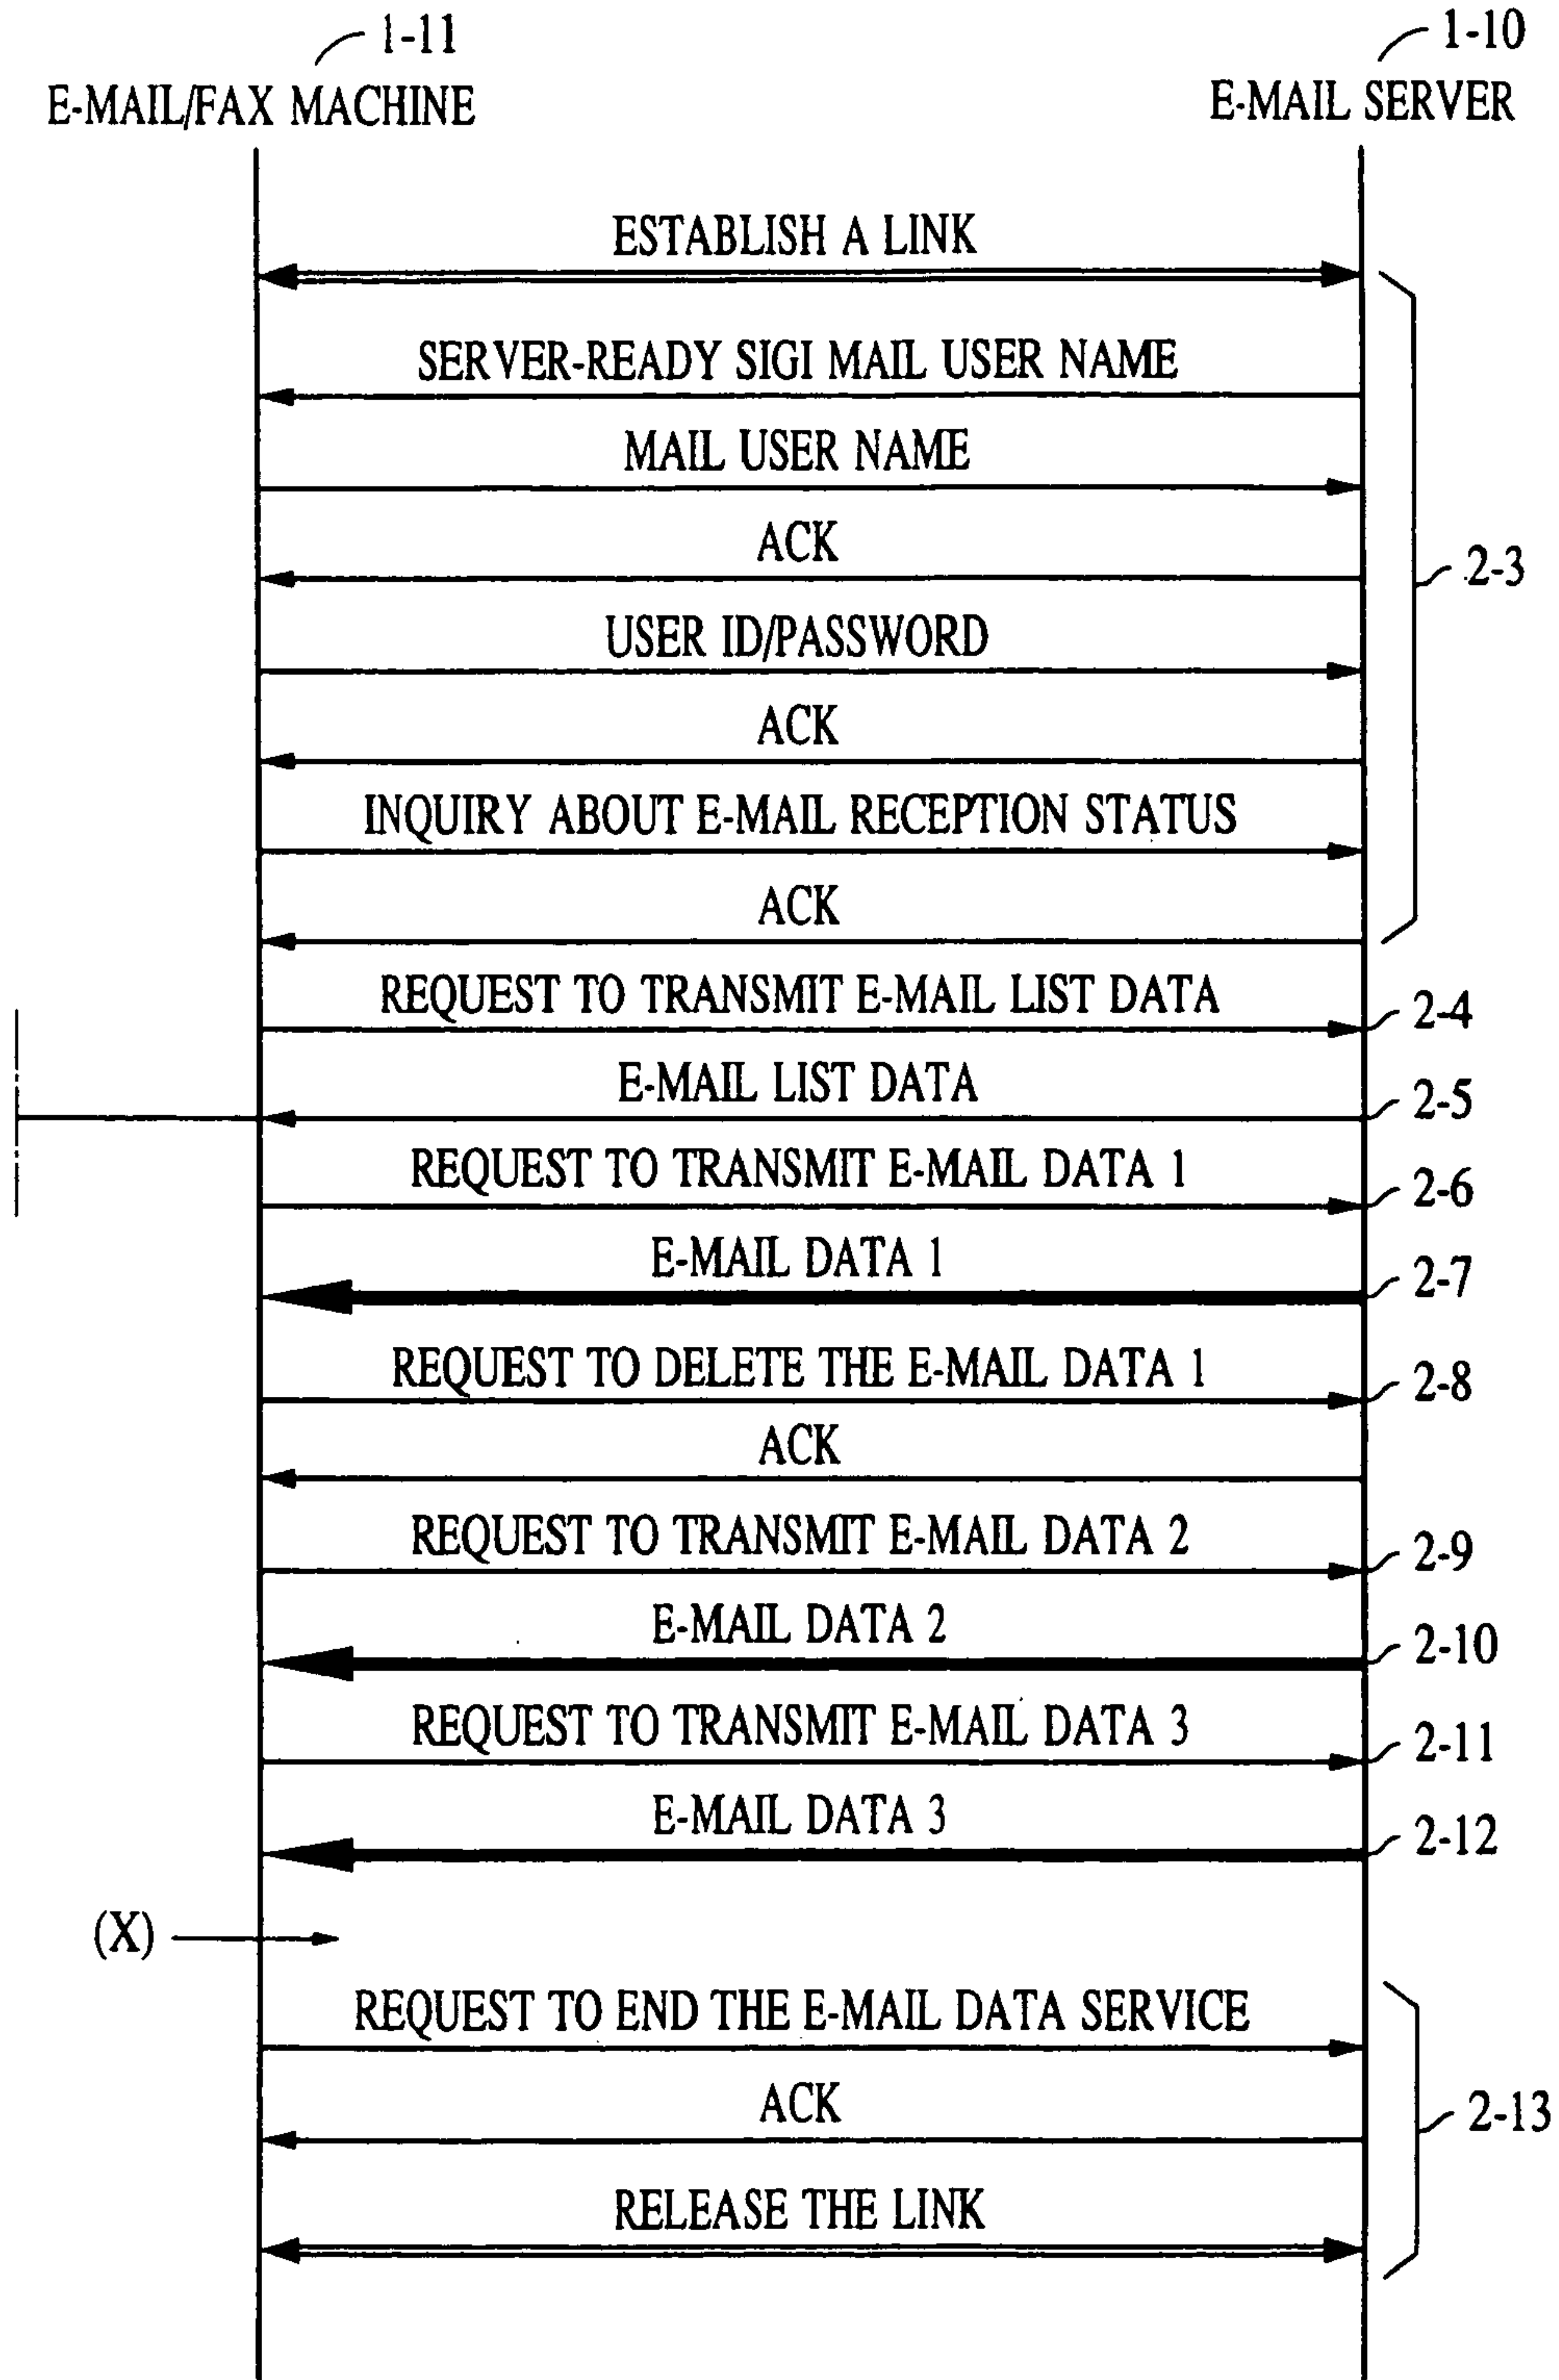 1-11
1-10
E-MAIL/FAX MACHINE
E-MAIL SERVER
ESTABLISH A LINK
SERVER-READY SIGI MAIL USER NAME
MAIL USER NAME
ACK
2-3
USER ID/PASSWORD
ACK
INQUIRY ABOUT E-MAIL RECEPTION STATUS
ACK
REQUEST TO TRANSMIT E-MAIL LIST DATA
2-4
E-MAIL LIST DATA
2-5
REQUEST TO TRANSMIT E-MAIL DATA 1
2-6
E-MAIL DATA 1
2-7
REQUEST TO DELETE THE E-MAIL DATA 1
2-8
ACK
REQUEST TO TRANSMIT E-MAIL DATA 2
2-9
E-MAIL DATA 2
2-10
REQUEST TO TRANSMIT E-MAIL DATA 3
2-11
E-MAIL DATA 3
2-12
(X)
REQUEST TO END THE E-MAIL DATA SERVICE
ACK
2-13
RELEASE THE LINK